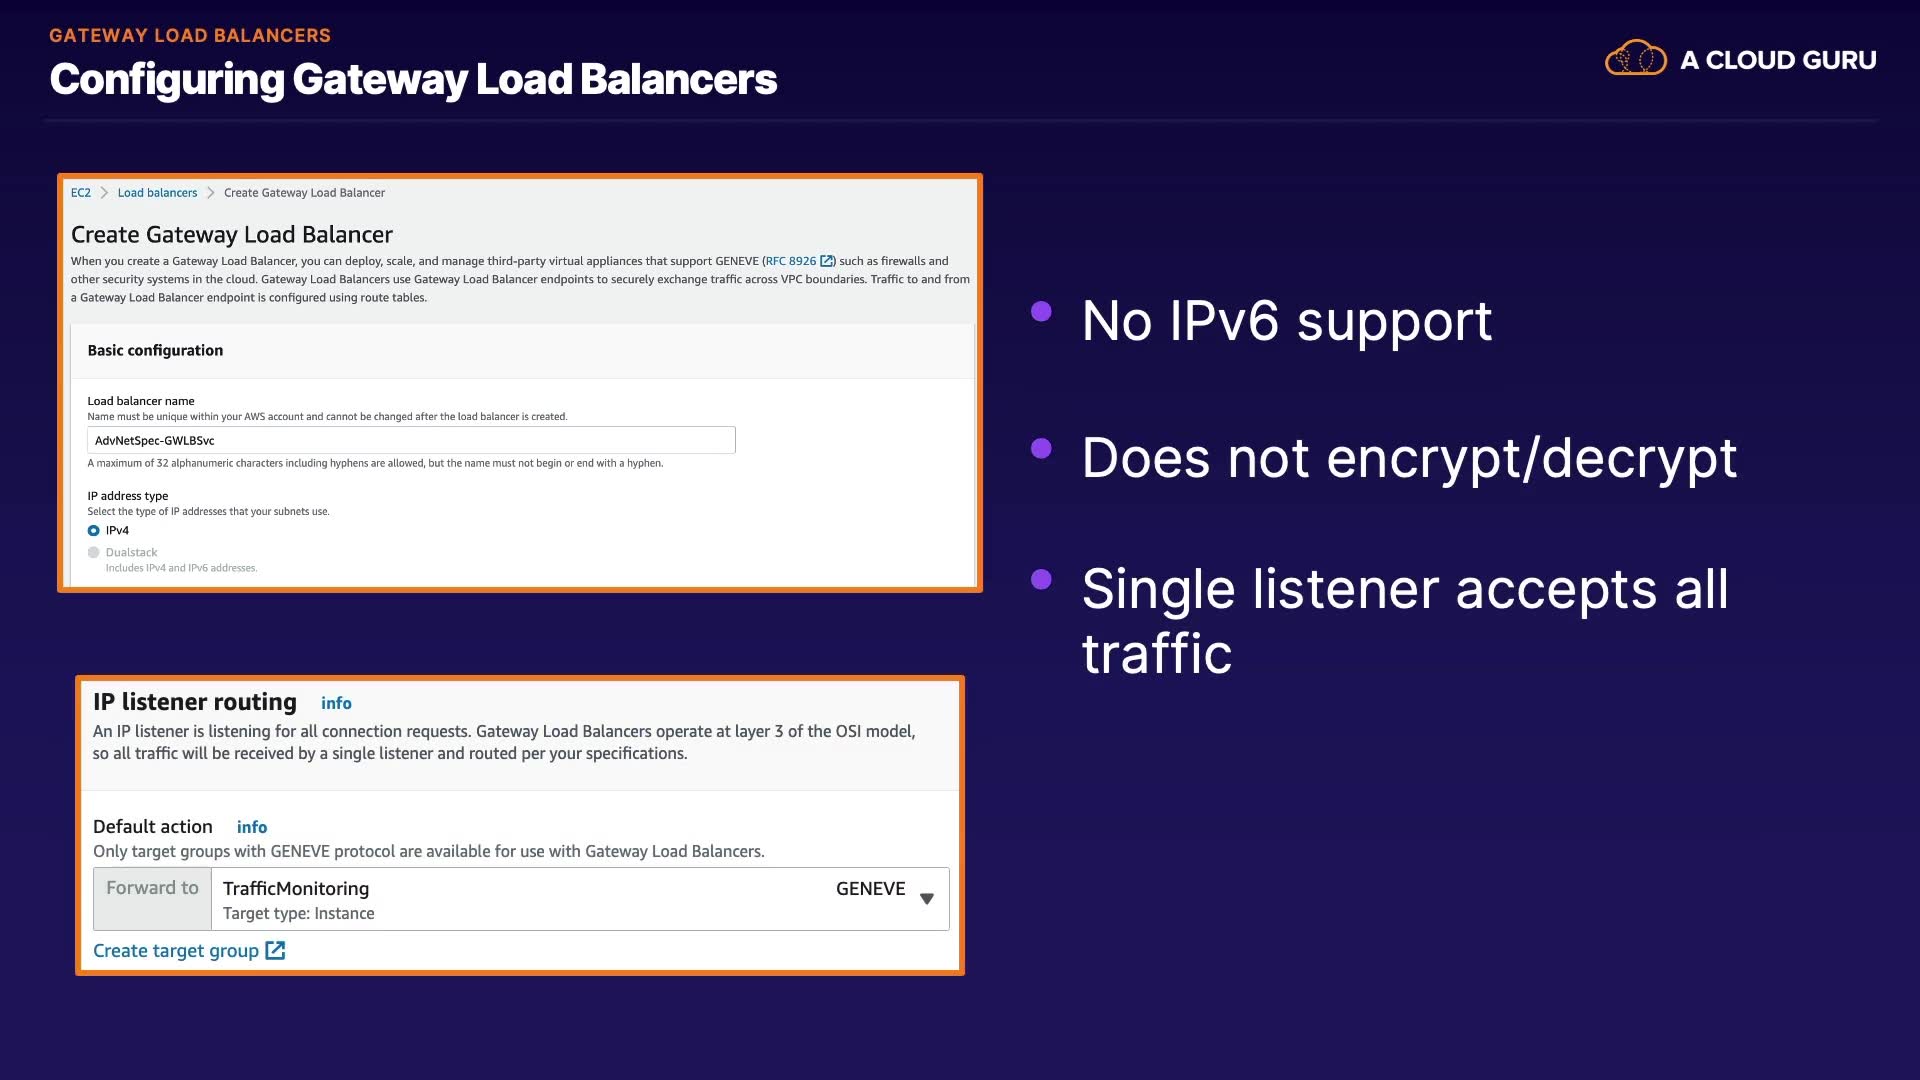 GATEWAY LOAD BALANCERS
Configuring Gateway Load Balancers
A CLOUD GURU
EC2 > Load balancers > Create Gateway Load Balancer
Create Gateway Load Balancer
When you create a Gateway Load Balancer, you can deploy, scale, and manage third-party virtual appliances that support GENEVE (RFC 8926) such as firewalls and
other security systems in the cloud. Gateway Load Balancers use Gateway Load Balancer endpoints to securely exchange traffic across VPC boundaries. Traffic to and from
a Gateway Load Balancer endpoint is configured using route tables.
Basic configuration
Load balancer name
Name must be unique within your AWS account and cannot be changed after the load balancer is created.
AdvNetSpec-GWLBSvc
A maximum of 32 alphanumeric characters including hyphens are allowed, but the name must not begin or end with a hyphen.
IP address type
Select the type of IP addresses that your subnets use.
IPv4
Dualstack
Includes IPv4 and IPv6 addresses.
IP listener routing info
An IP listener is listening for all connection requests. Gateway Load Balancers operate at layer 3 of the OSI model,
so all traffic will be received by a single listener and routed per your specifications.
Default action info
Only target groups with GENEVE protocol are available for use with Gateway Load Balancers.
Forward to TrafficMonitoring GENEVE
Target type: Instance
Create target group
• No IPv6 support
• Does not encrypt/decrypt
• Single listener accepts all
traffic